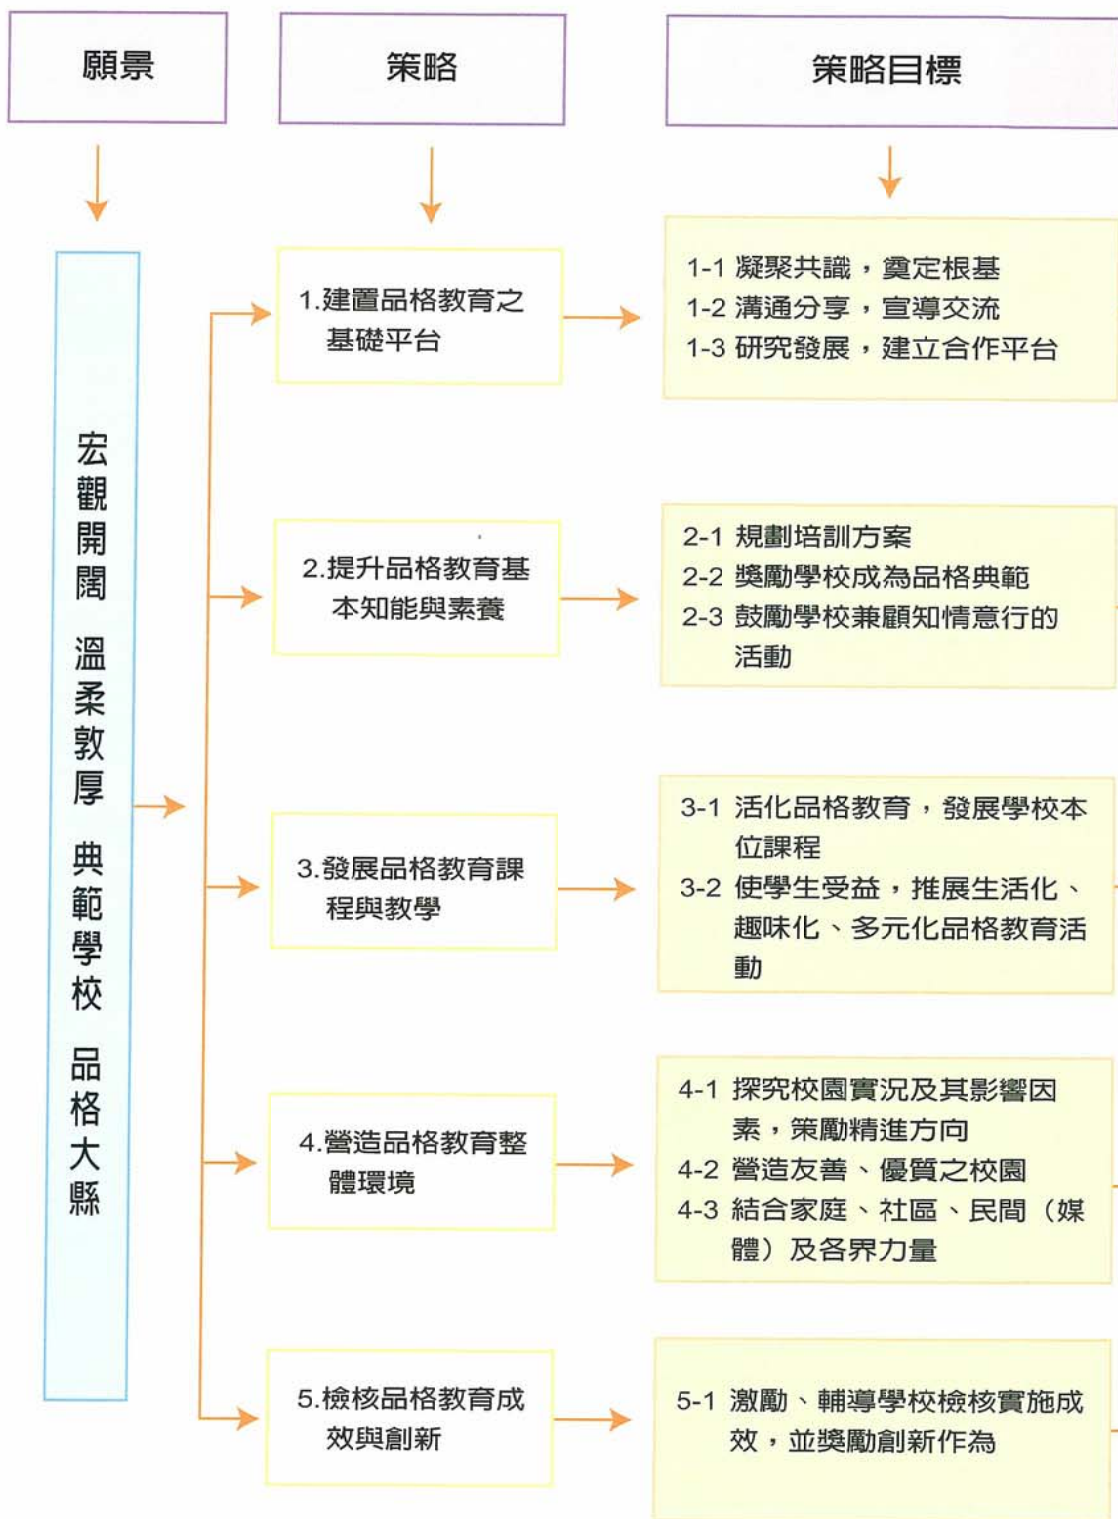 願景
策略
策略目標
宏觀開闊 溫柔敦厚 典範學校 品格大縣
1.建置品格教育之
基礎平台
1-1 凝聚共識，奠定根基
1-2 溝通分享，宣導交流
1-3 研究發展，建立合作平台
2.提升品格教育基
本知能與素養
2-1 規劃培訓方案
2-2 獎勵學校成為品格典範
2-3 鼓勵學校兼顧知情意行的
活動
3.發展品格教育課
程與教學
3-1 活化品格教育，發展學校本
位課程
3-2 使學生受益，推展生活化、
趣味化、多元化品格教育活
動
4.營造品格教育整
體環境
4-1 探究校園實況及其影響因
素，策勵精進方向
4-2 營造友善、優質之校園
4-3 結合家庭、社區、民間（媒
體）及各界力量
5.檢核品格教育成
效與創新
5-1 激勵、輔導學校檢核實施成
效，並獎勵創新作為